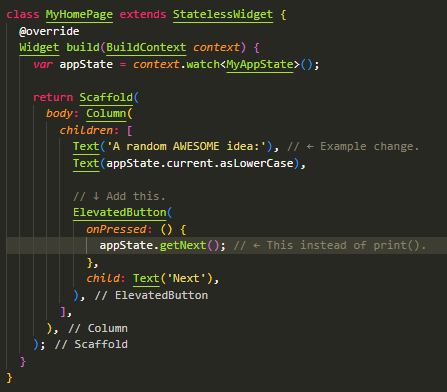 class MyHomePage extends StatelessWidget {
  @override
  Widget build(BuildContext context) {
    var appState = context.watch<MyAppState>();

    return Scaffold(
      body: Column(
        children: [
          Text('A random AWESOME idea:'), // ← Example change.
          Text(appState.current.asLowerCase),

          // ↓ Add this.
          ElevatedButton(
            onPressed: () {
              appState.getNext(); // ← This instead of print().
            },
            child: Text('Next'),
          ), // ElevatedButton
        ],
      ), // Column
    ); // Scaffold
  }
}